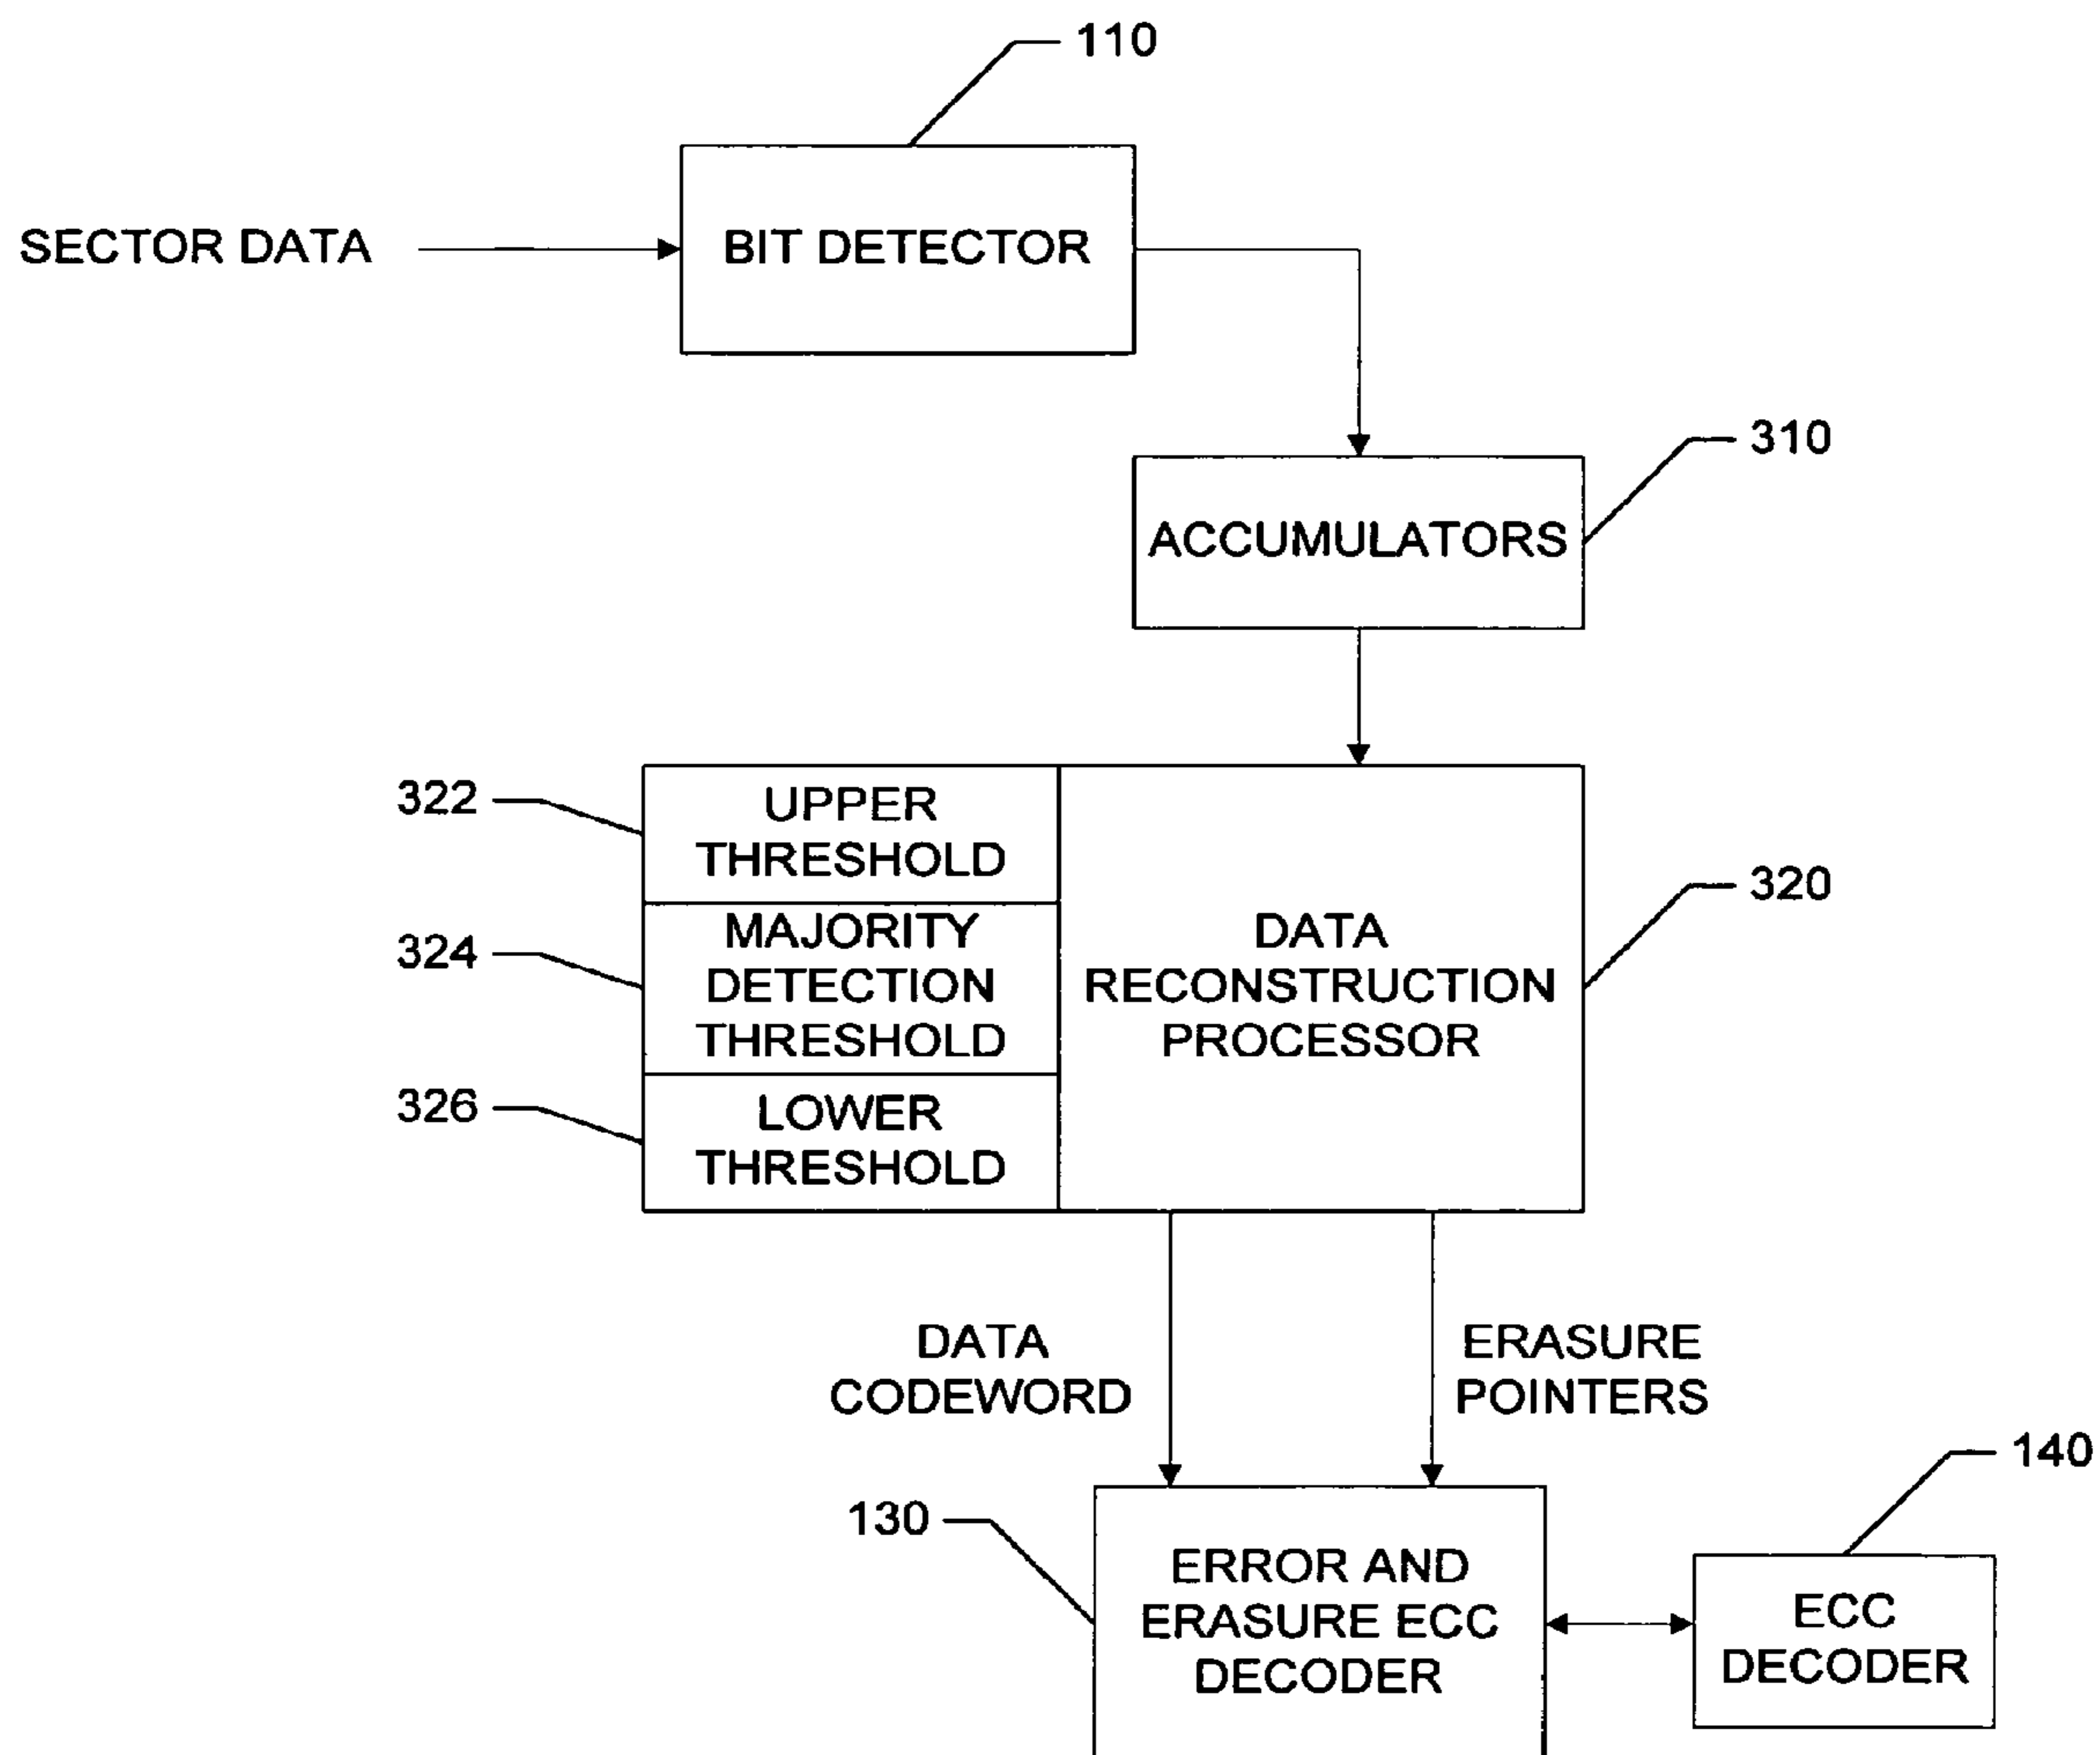 110
SECTOR DATA
BIT DETECTOR
310
ACCUMULATORS
322
UPPER
THRESHOLD
320
324
MAJORITY
DETECTION
THRESHOLD
DATA
RECONSTRUCTION
PROCESSOR
326
LOWER
THRESHOLD
DATA
CODEWORD
ERASURE
POINTERS
140
130
ERROR AND
ERASURE ECC
DECODER
ECC
DECODER